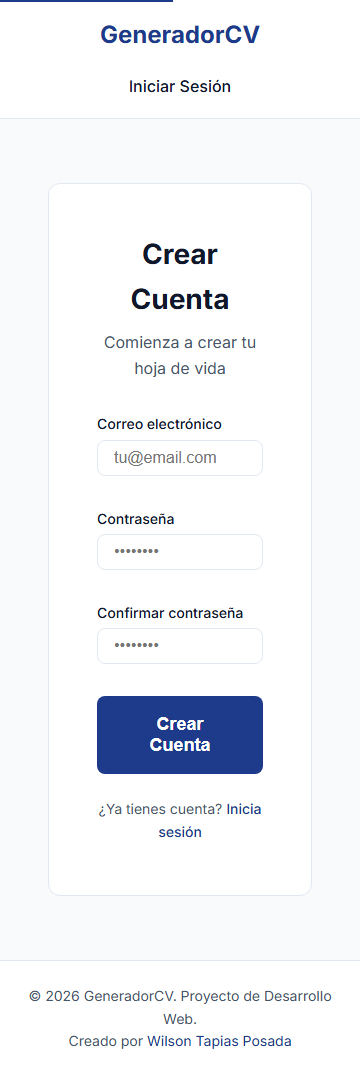 GeneradorCV
Iniciar Sesión
Crear
Cuenta
Comienza a crear tu
hoja de vida
Correo electrónico
tu@email.com
Contraseña
••••••••
Confirmar contraseña
••••••••
Crear
Cuenta
¿Ya tienes cuenta? Inicia
sesión
© 2026 GeneradorCV. Proyecto de Desarrollo
Web.
Creado por Wilson Tapias Posada